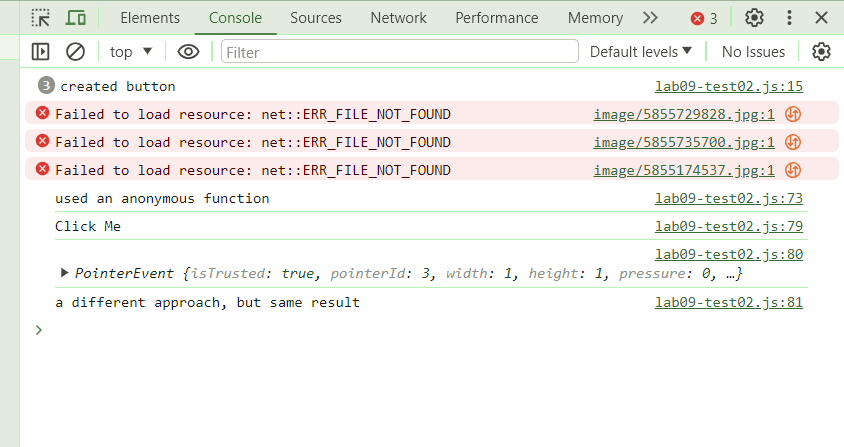 Elements Console Sources Network Performance Memory 3
top Filter Default levels No Issues
3 created button lab09-test02.js:15
Failed to load resource: net::ERR_FILE_NOT_FOUND image/5855729828.jpg:1
Failed to load resource: net::ERR_FILE_NOT_FOUND image/5855735700.jpg:1
Failed to load resource: net::ERR_FILE_NOT_FOUND image/5855174537.jpg:1
used an anonymous function lab09-test02.js:73
Click Me lab09-test02.js:79
lab09-test02.js:80
PointerEvent {isTrusted: true, pointerId: 3, width: 1, height: 1, pressure: 0, …}
a different approach, but same result lab09-test02.js:81